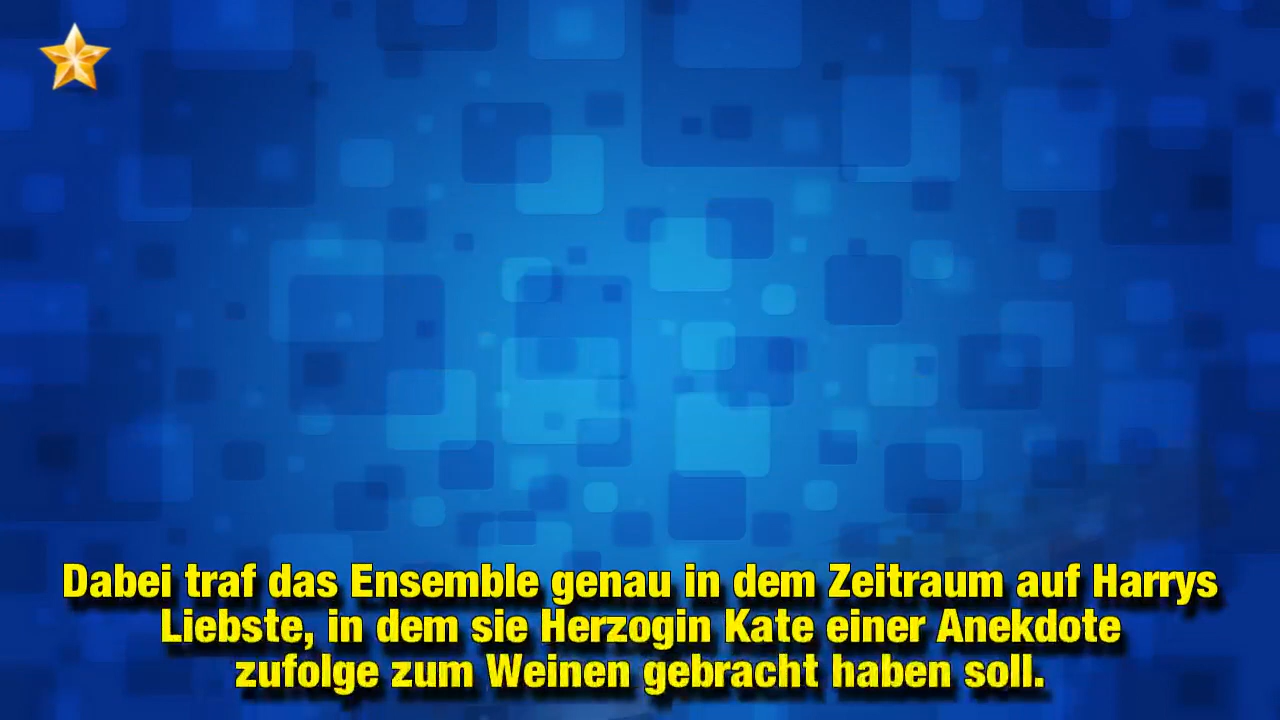 Dabei traf das Ensemble genau in dem Zeitraum auf Harrys
Liebste, in dem sie Herzogin Kate einer Anekdote
zufolge zum Weinen gebracht haben soll.